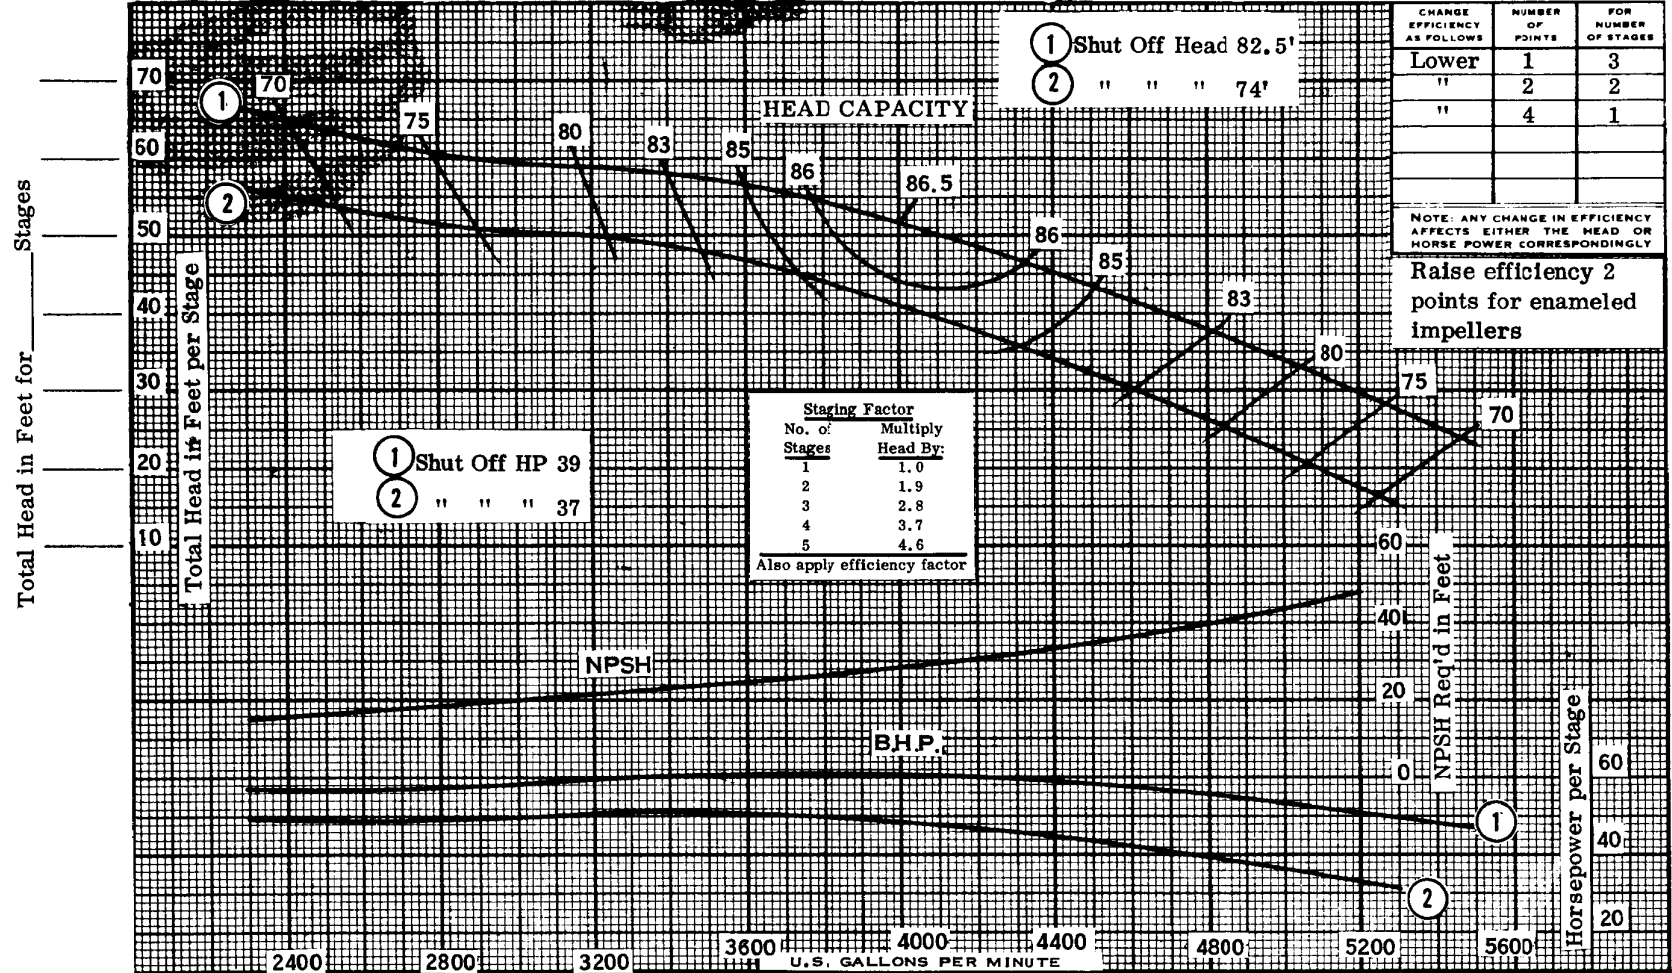 ① Shut Off Head 82.5'
② " " " 74'
CHANGE EFFICIENCY AS FOLLOWS
NUMBER OF POINTS
FOR NUMBER OF STAGES
Lower 1 3
" 2 2
" 4 1
NOTE: ANY CHANGE IN EFFICIENCY
AFFECTS EITHER THE HEAD OR
HORSE POWER CORRESPONDINGLY
Raise efficiency 2
points for enameled
impellers
HEAD CAPACITY
①
②
70
75
80
83
85
86
86.5
86
85
83
80
75
70
Total Head in Feet for____Stages
Total Head in Feet per Stage
70
60
50
40
30
20
10
① Shut Off HP 39
② " " " 37
Staging Factor
No. of Multiply
Stages Head By:
1 1.0
2 1.9
3 2.8
4 3.7
5 4.6
Also apply efficiency factor
NPSH
B.H.P.
60
40
20
0
NPSH Req'd in Feet
①
②
Horsepower per Stage
60
40
20
2400 2800 3200 3600 4000 4400 4800 5200 5600
U.S. GALLONS PER MINUTE